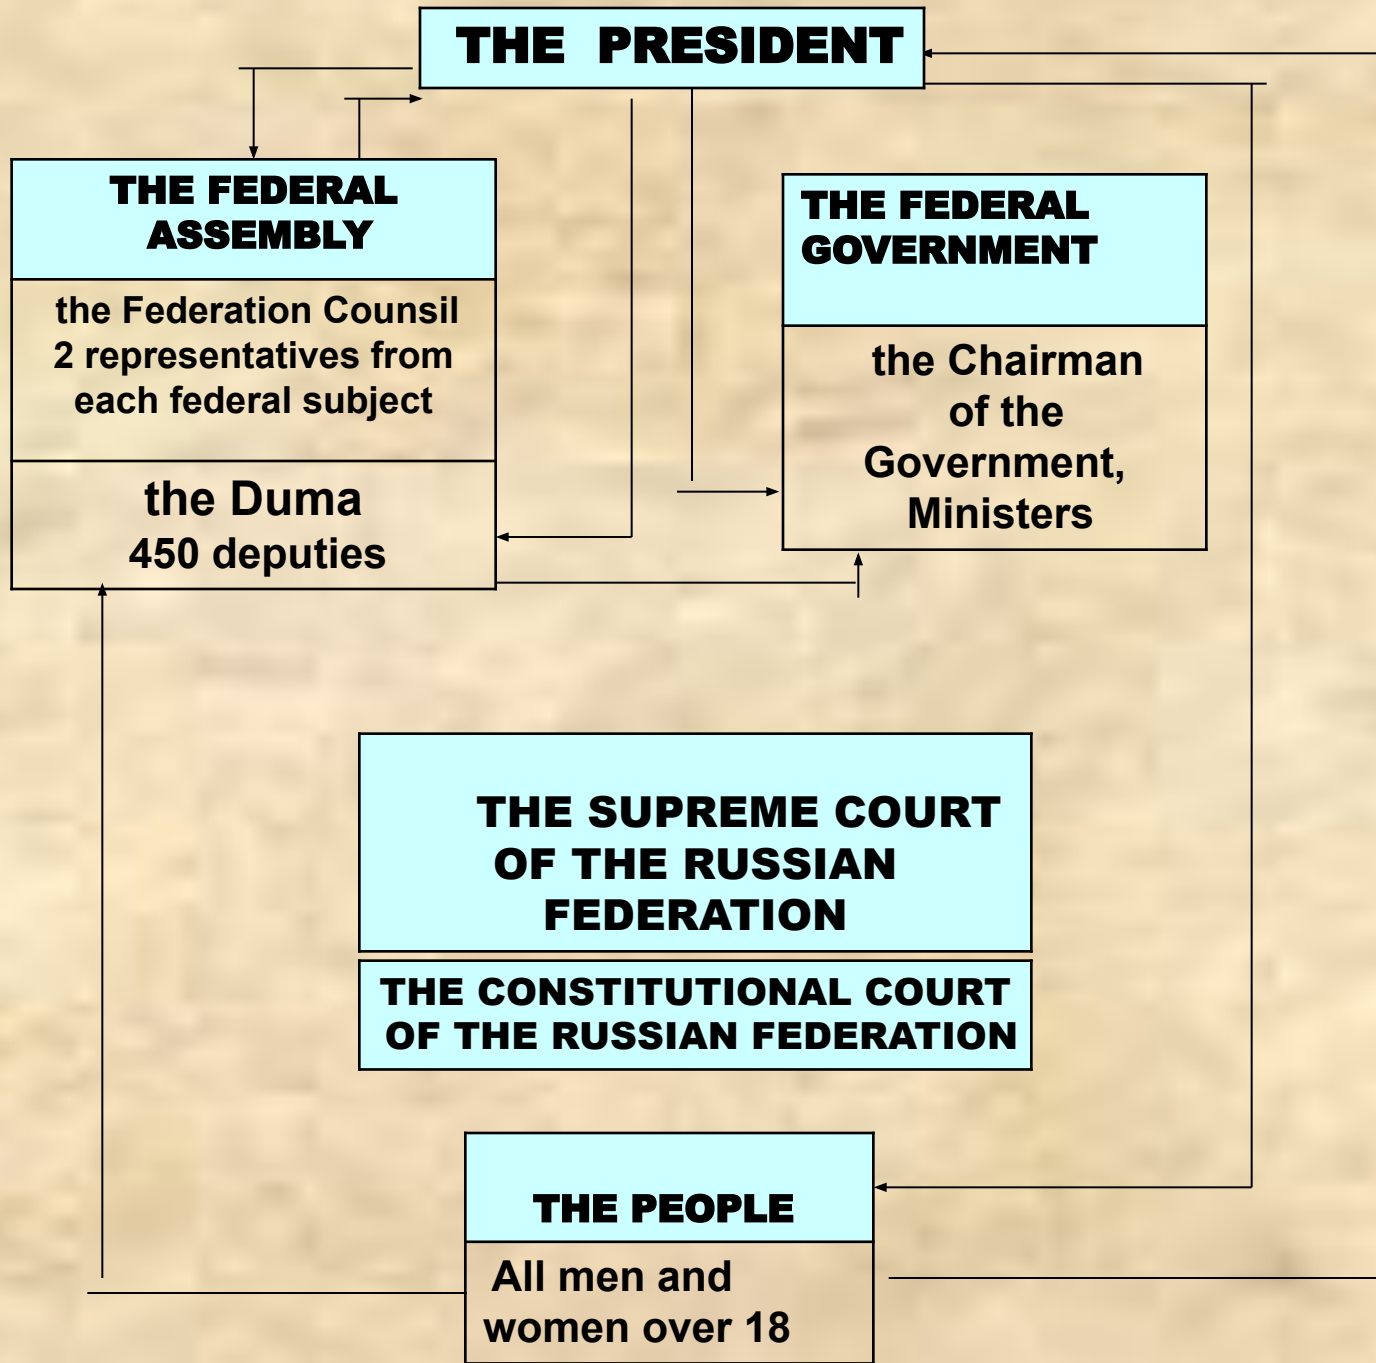 THE PRESIDENT
THE FEDERAL
ASSEMBLY
the Federation Counsil
2 representatives from
each federal subject
the Duma
450 deputies
THE FEDERAL
GOVERNMENT
the Chairman
of the
Government,
Ministers
THE SUPREME COURT
OF THE RUSSIAN
FEDERATION
THE CONSTITUTIONAL COURT
OF THE RUSSIAN FEDERATION
THE PEOPLE
All men and
women over 18